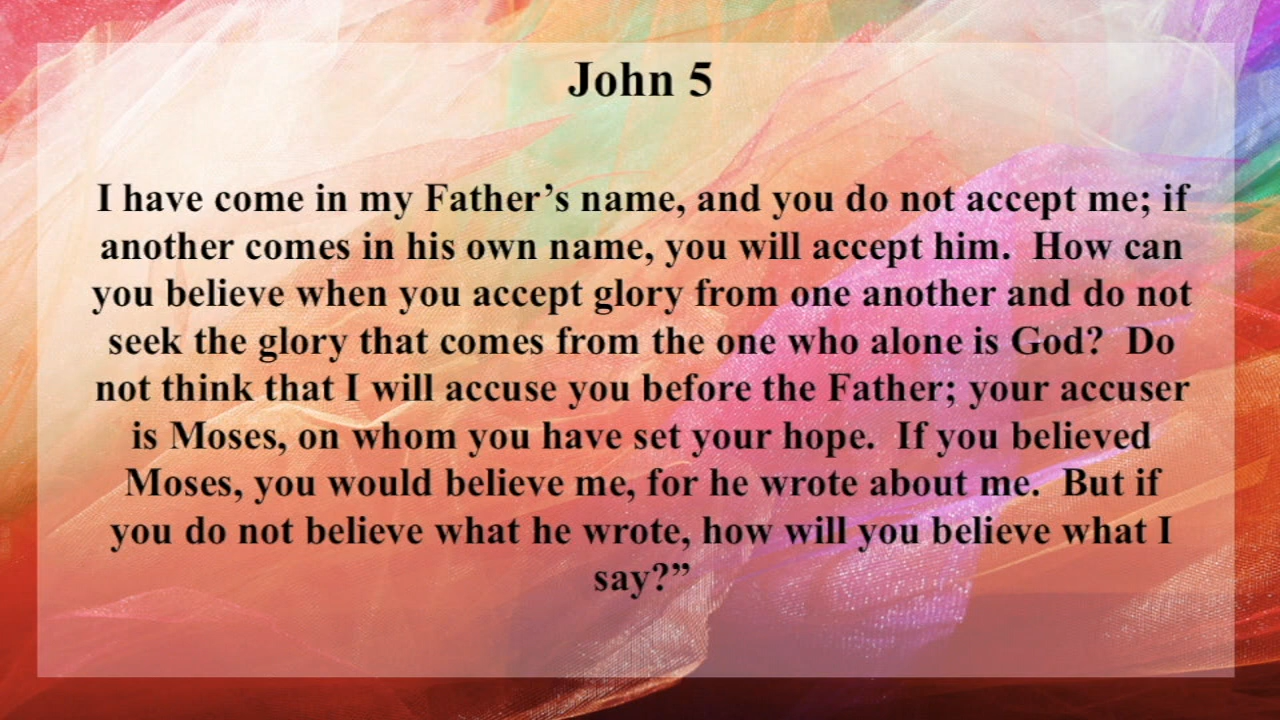 John 5
I have come in my Father’s name, and you do not accept me; if
another comes in his own name, you will accept him.  How can
you believe when you accept glory from one another and do not
seek the glory that comes from the one who alone is God?  Do
not think that I will accuse you before the Father; your accuser
is Moses, on whom you have set your hope.  If you believed
Moses, you would believe me, for he wrote about me.  But if
you do not believe what he wrote, how will you believe what I
say?”